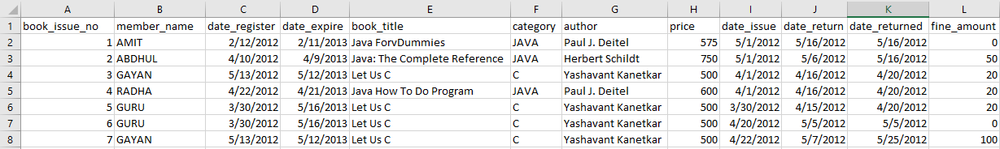 A B C D E F G H I J K L
1 book_issue_no member_name date_register date_expire book_title category author price date_issue date_return date_returned fine_amount
2 1 AMIT 2/12/2012 2/11/2013 Java ForvDummies JAVA Paul J. Deitel 575 5/1/2012 5/16/2012 5/16/2012 0
3 2 ABDHUL 4/10/2012 4/9/2013 Java: The Complete Reference JAVA Herbert Schildt 750 5/1/2012 5/6/2012 5/16/2012 50
4 3 GAYAN 5/13/2012 5/12/2013 Let Us C C Yashavant Kanetkar 500 4/1/2012 4/16/2012 4/20/2012 20
5 4 RADHA 4/22/2012 4/21/2013 Java How To Do Program JAVA Paul J. Deitel 600 4/1/2012 4/16/2012 4/20/2012 20
6 5 GURU 3/30/2012 5/16/2013 Let Us C C Yashavant Kanetkar 500 3/30/2012 4/15/2012 4/20/2012 20
7 6 GURU 3/30/2012 5/16/2013 Let Us C C Yashavant Kanetkar 500 4/20/2012 5/5/2012 5/5/2012 0
8 7 GAYAN 5/13/2012 5/12/2013 Let Us C C Yashavant Kanetkar 500 4/22/2012 5/7/2012 5/25/2012 100